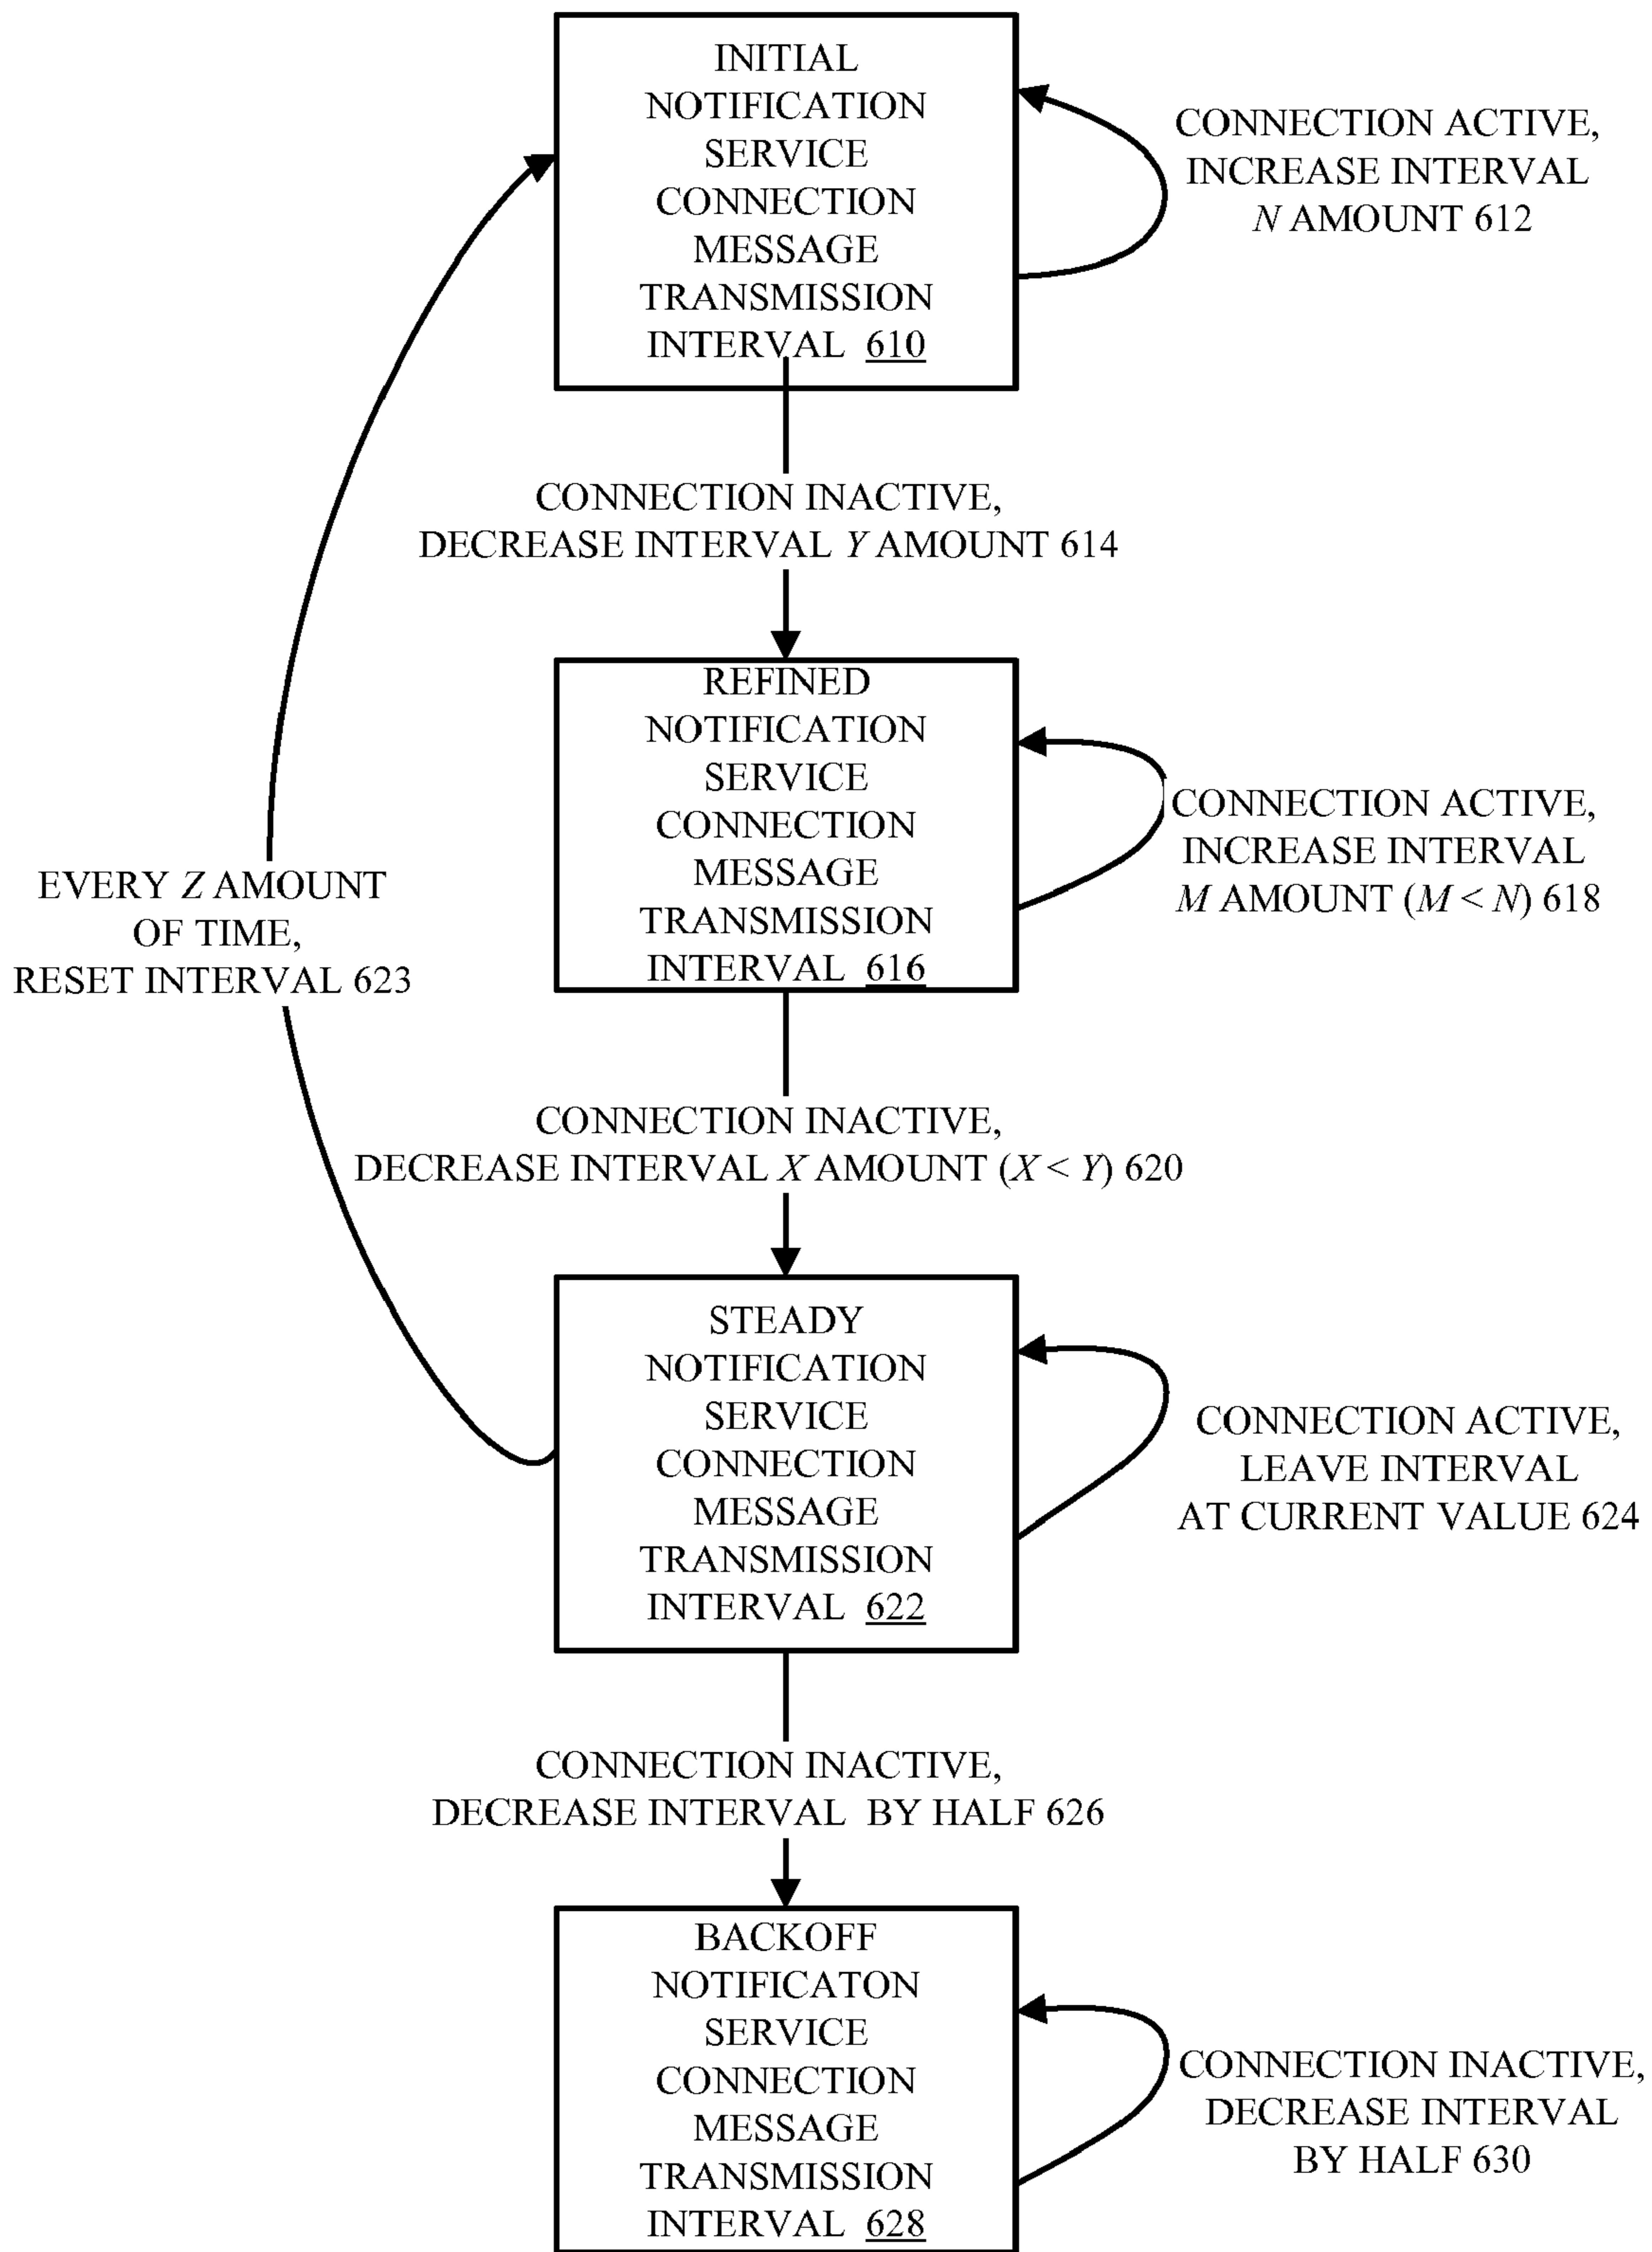 INITIAL
NOTIFICATION
SERVICE
CONNECTION
MESSAGE
TRANSMISSION
INTERVAL 610
CONNECTION ACTIVE,
INCREASE INTERVAL
N AMOUNT 612
CONNECTION INACTIVE,
DECREASE INTERVAL Y AMOUNT 614
REFINED
NOTIFICATION
SERVICE
CONNECTION
MESSAGE
TRANSMISSION
INTERVAL 616
CONNECTION ACTIVE,
INCREASE INTERVAL
M AMOUNT (M < N) 618
EVERY Z AMOUNT
OF TIME,
RESET INTERVAL 623
CONNECTION INACTIVE,
DECREASE INTERVAL X AMOUNT (X < Y) 620
STEADY
NOTIFICATION
SERVICE
CONNECTION
MESSAGE
TRANSMISSION
INTERVAL 622
CONNECTION ACTIVE,
LEAVE INTERVAL
AT CURRENT VALUE 624
CONNECTION INACTIVE,
DECREASE INTERVAL BY HALF 626
BACKOFF
NOTIFICATON
SERVICE
CONNECTION
MESSAGE
TRANSMISSION
INTERVAL 628
CONNECTION INACTIVE,
DECREASE INTERVAL
BY HALF 630